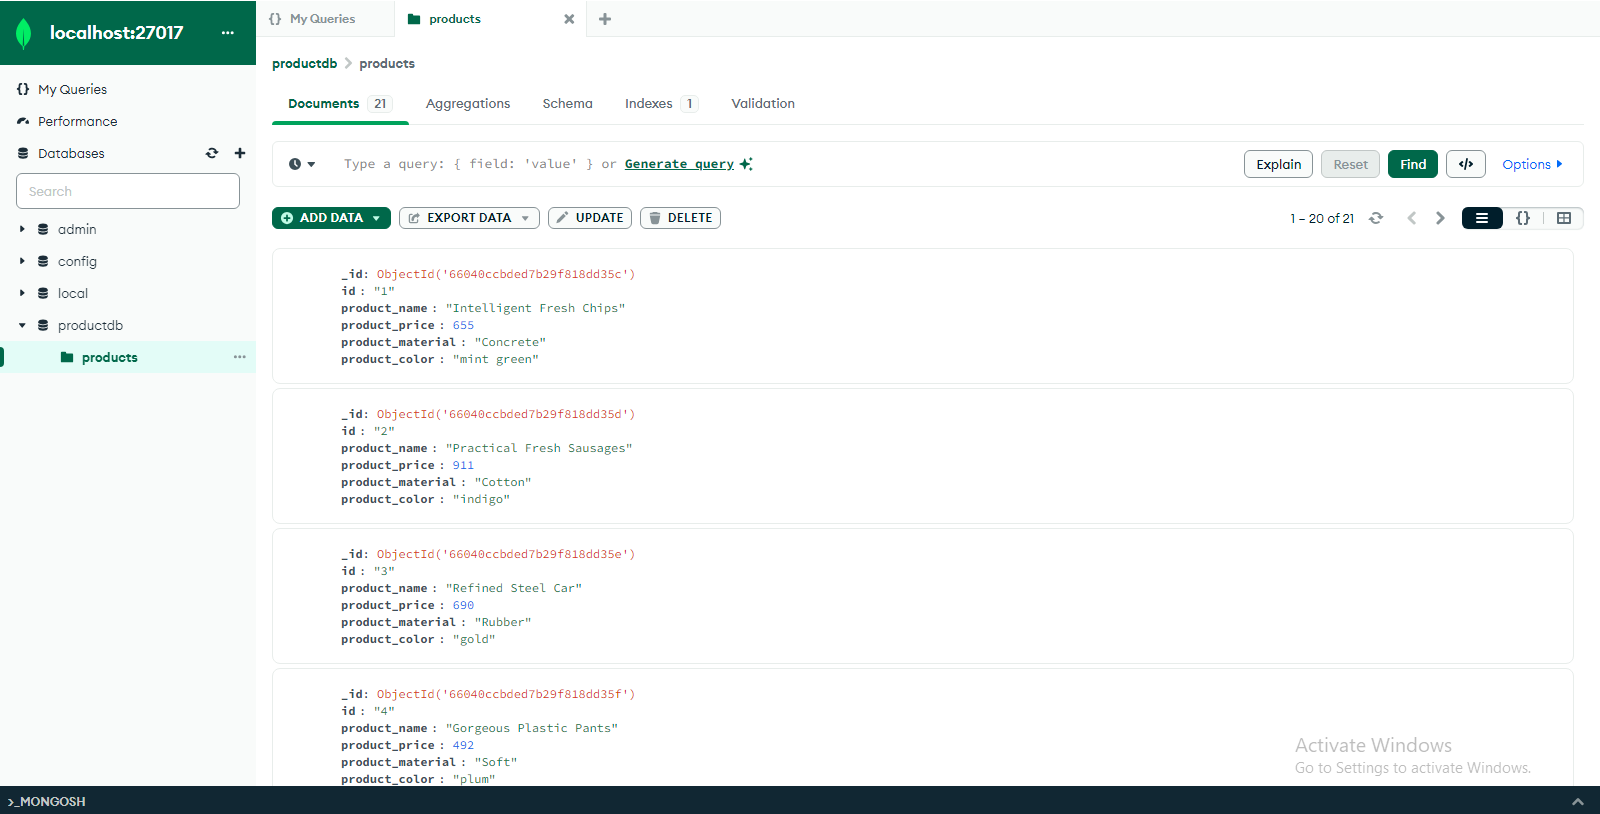 localhost:27017
{} My Queries
products
{} My Queries
Performance
Databases
Search
admin
config
local
productdb
products
productdb > products
Documents 21 Aggregations Schema Indexes 1 Validation
Type a query: { field: 'value' } or Generate query
Explain Reset Find </> Options
ADD DATA EXPORT DATA UPDATE DELETE
1 – 20 of 21 {}
_id: ObjectId('66040ccbded7b29f818dd35c')
id : "1"
product_name : "Intelligent Fresh Chips"
product_price : 655
product_material : "Concrete"
product_color : "mint green"
_id: ObjectId('66040ccbded7b29f818dd35d')
id : "2"
product_name : "Practical Fresh Sausages"
product_price : 911
product_material : "Cotton"
product_color : "indigo"
_id: ObjectId('66040ccbded7b29f818dd35e')
id : "3"
product_name : "Refined Steel Car"
product_price : 690
product_material : "Rubber"
product_color : "gold"
_id: ObjectId('66040ccbded7b29f818dd35f')
id : "4"
product_name : "Gorgeous Plastic Pants"
product_price : 492
product_material : "Soft"
product_color : "plum"
Activate Windows
Go to Settings to activate Windows.
>_MONGOSH